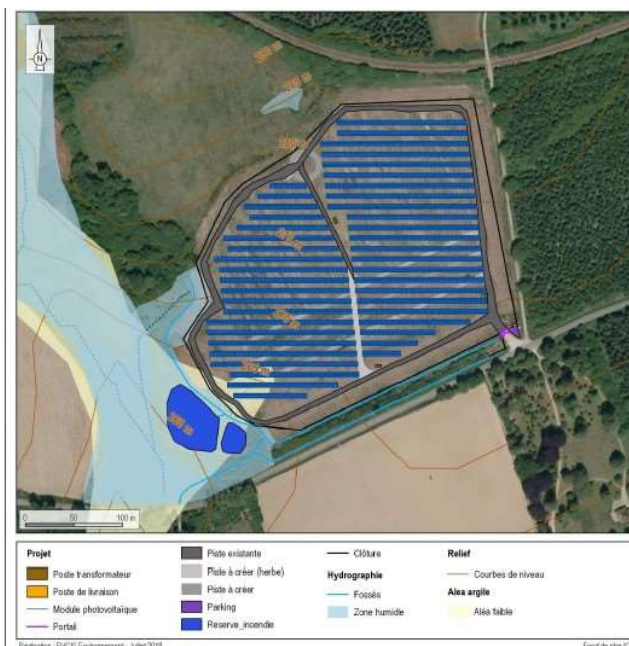 N
0 50 100 m
Projet
Poste transformateur
Poste de livraison
Module photovoltaïque
Portail
Piste existante
Piste à créer (herbe)
Piste à créer
Parking
Reserve_incendie
Clôture
Hydrographie
Fossés
Zone humide
Relief
Courbes de niveau
Aléa argile
Aléa faible